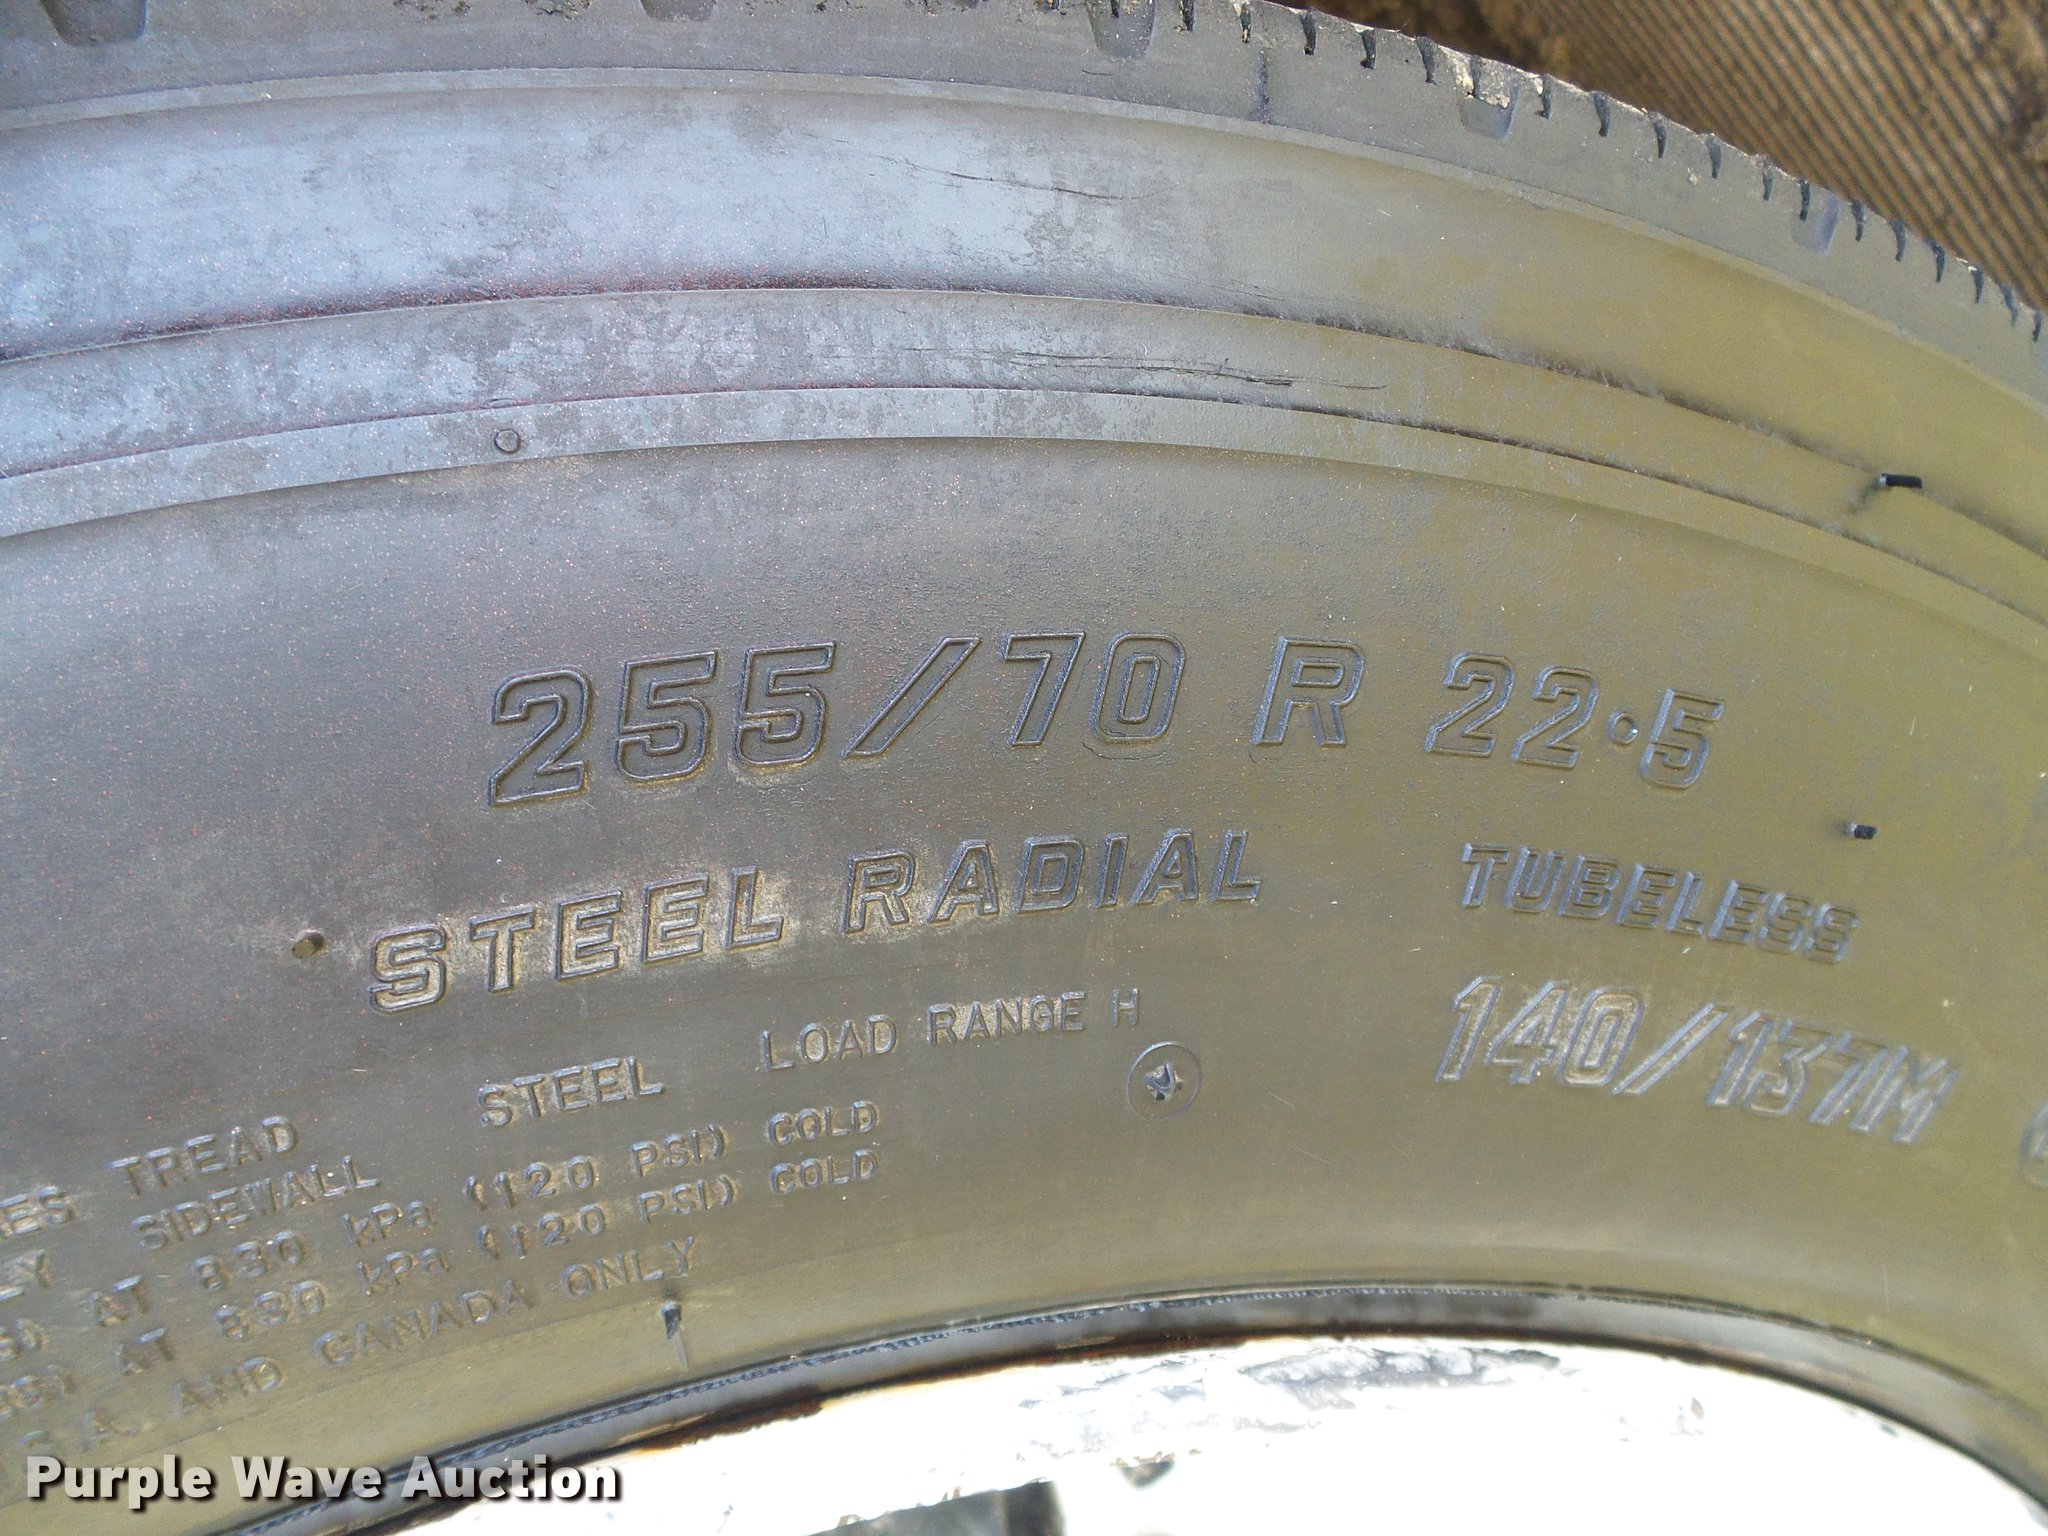 255/70 R 22.5
STEEL RADIAL TUBELESS
140/137M
STEEL LOAD RANGE H
TREAD
SIDEWALL
AT 830 kPa (120 PSI) COLD
AT 830 kPa (120 PSI) COLD
AND CANADA ONLY
Purple Wave Auction